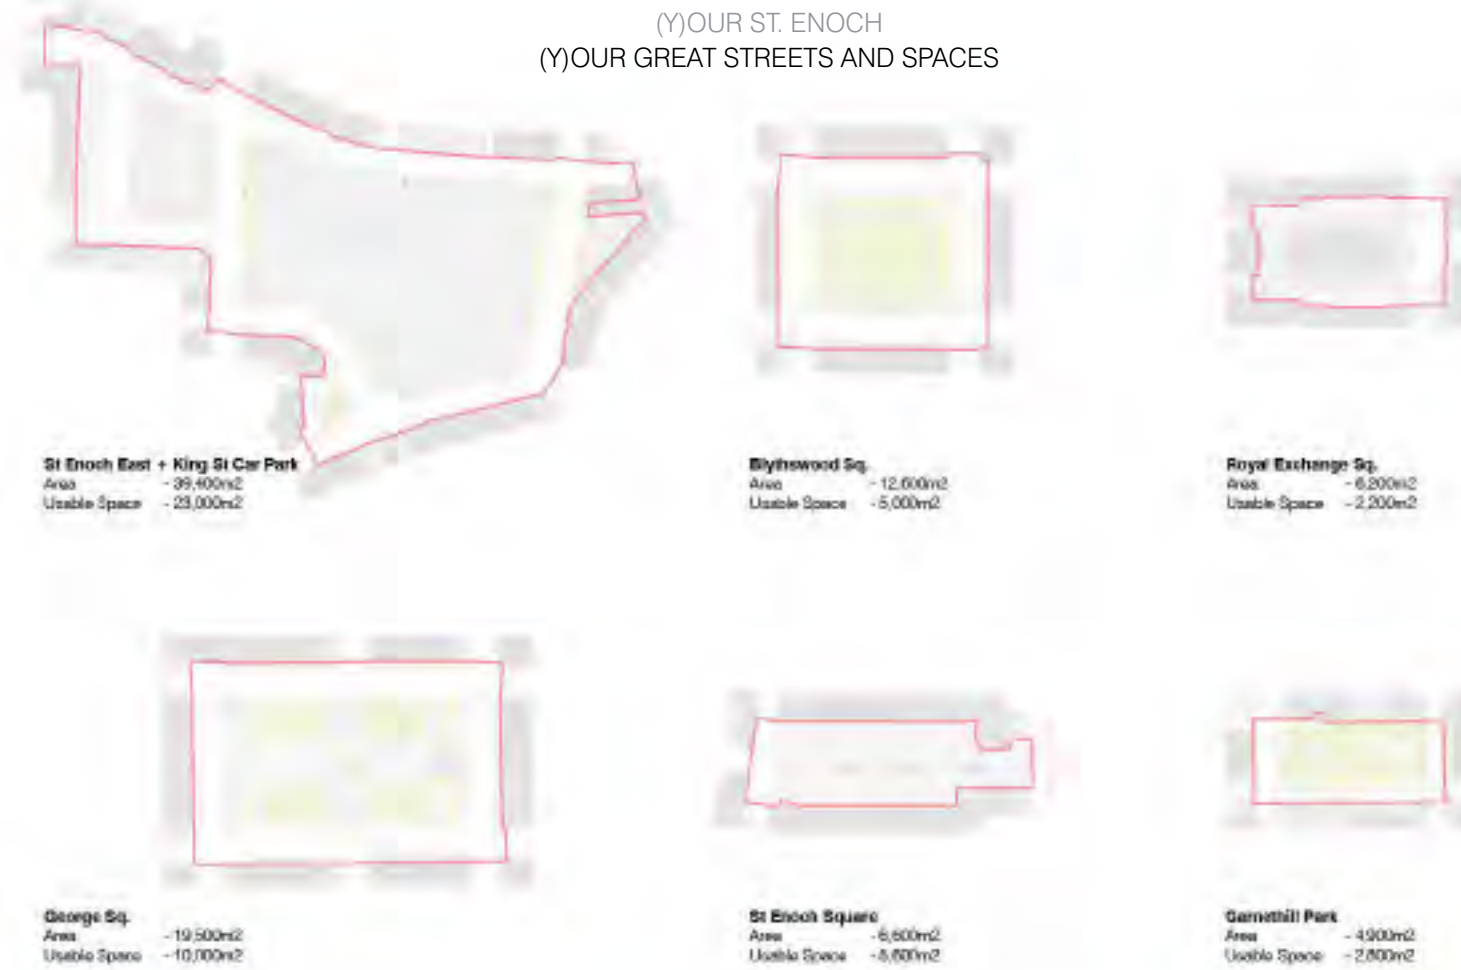 (Y)OUR ST. ENOCH
(Y)OUR GREAT STREETS AND SPACES
St Enoch East + King St Car Park
Area - 39,400m2
Usable Space - 23,000m2
Blythswood Sq.
Area - 12,600m2
Usable Space - 5,000m2
Royal Exchange Sq.
Area - 6,200m2
Usable Space - 2,200m2
George Sq.
Area - 19,500m2
Usable Space - 10,000m2
St Enoch Square
Area - 6,600m2
Usable Space
Garnethill Park
Area - 4,900m2
Usable Space - 2,800m2